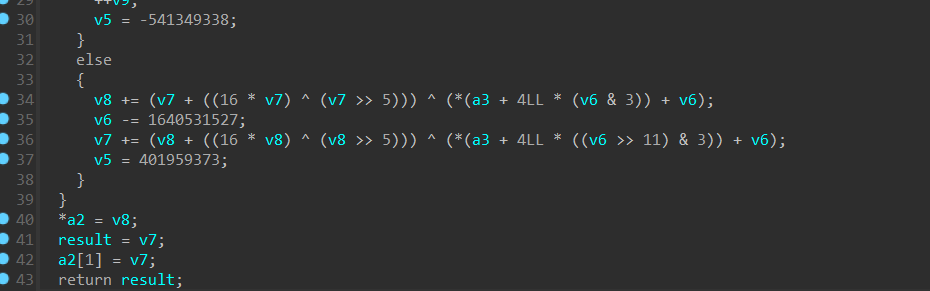 29 ++v9;
30 v5 = -541349338;
31 }
32 else
33 {
34 v8 += (v7 + ((16 * v7) ^ (v7 >> 5))) ^ (*(a3 + 4LL * (v6 & 3)) + v6);
35 v6 -= 1640531527;
36 v7 += (v8 + ((16 * v8) ^ (v8 >> 5))) ^ (*(a3 + 4LL * ((v6 >> 11) & 3)) + v6);
37 v5 = 401959373;
38 }
39 }
40 *a2 = v8;
41 result = v7;
42 a2[1] = v7;
43 return result;